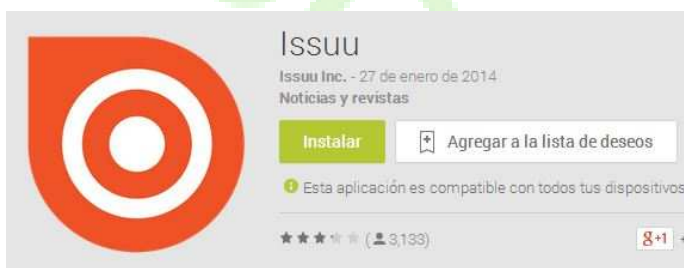 Issuu
Issuu Inc. - 27 de enero de 2014
Noticias y revistas
Instalar
Agregar a la lista de deseos
Esta aplicación es compatible con todos tus dispositivos
(3,133)
g+1 +